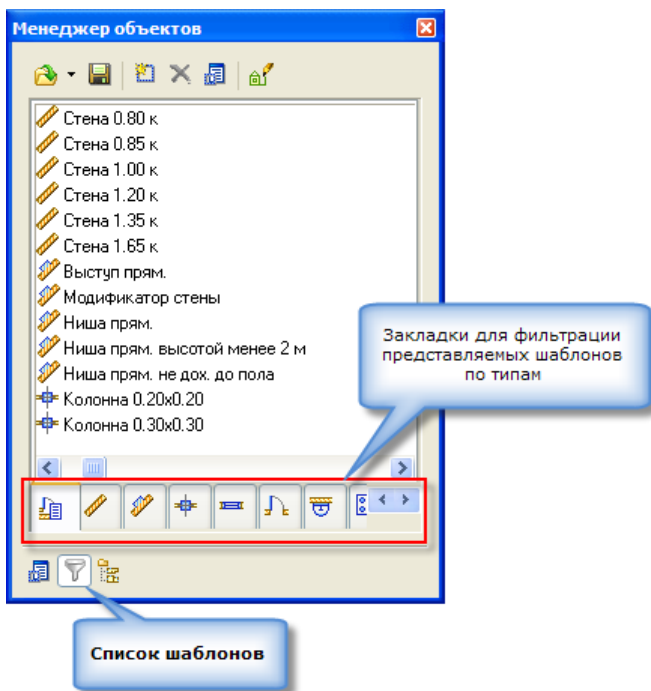 Менеджер объектов
Стена 0.80 к
Стена 0.85 к
Стена 1.00 к
Стена 1.20 к
Стена 1.35 к
Стена 1.65 к
Выступ прям.
Модификатор стены
Ниша прям.
Ниша прям. высотой менее 2 м
Ниша прям. не дох. до пола
Колонна 0.20x0.20
Колонна 0.30x0.30
Закладки для фильтрации
представляемых шаблонов
по типам
Список шаблонов